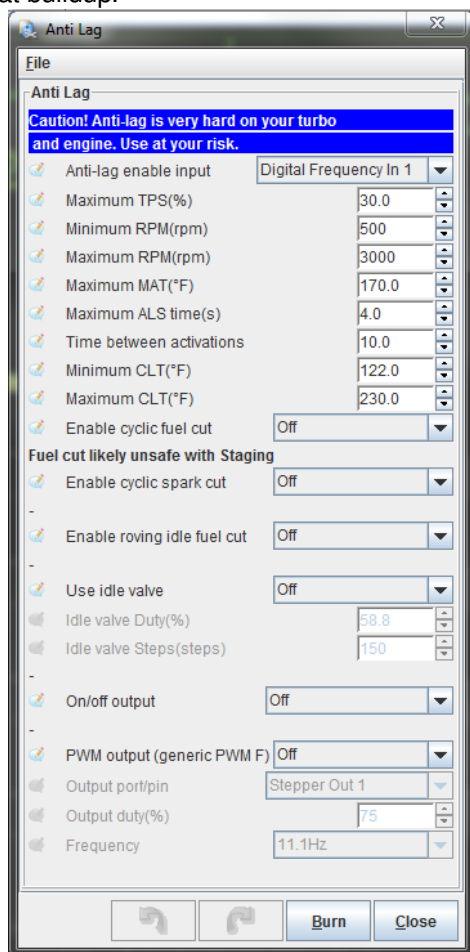 at buildup.
Anti Lag
File
Anti Lag
Caution! Anti-lag is very hard on your turbo
and engine. Use at your risk.
Anti-lag enable input Digital Frequency In 1
Maximum TPS(%) 30.0
Minimum RPM(rpm) 500
Maximum RPM(rpm) 3000
Maximum MAT(°F) 170.0
Maximum ALS time(s) 4.0
Time between activations 10.0
Minimum CLT(°F) 122.0
Maximum CLT(°F) 230.0
Enable cyclic fuel cut Off
Fuel cut likely unsafe with Staging
Enable cyclic spark cut Off
-
Enable roving idle fuel cut Off
-
Use idle valve Off
Idle valve Duty(%) 58.8
Idle valve Steps(steps) 150
-
On/off output Off
-
PWM output (generic PWM F) Off
Output port/pin Stepper Out 1
Output duty(%) 75
Frequency 11.1Hz
Burn Close